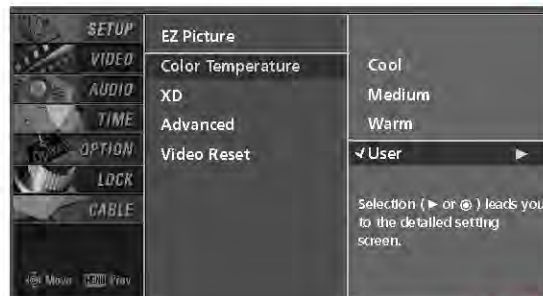 SETUP
VIDEO
AUDIO
TIME
OPTION
LOCK
CABLE
Move MENU Prev
EZ Picture
Color Temperature
XD
Advanced
Video Reset
Cool
Medium
Warm
✓User ▶
Selection (▶ or ◉) leads you
to the detailed setting
screen.